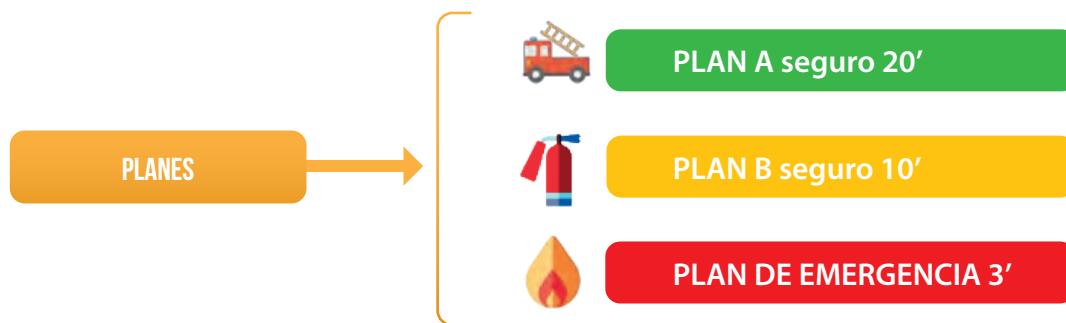 PLANES
PLAN A seguro 20’
PLAN B seguro 10’
PLAN DE EMERGENCIA 3’